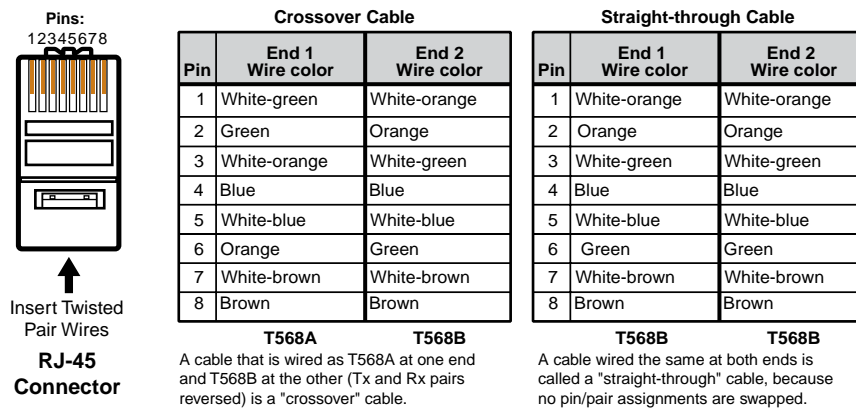 Pins:
12345678
Insert Twisted
Pair Wires
RJ-45
Connector
Crossover Cable
Pin End 1 Wire color End 2 Wire color
1 White-green White-orange
2 Green Orange
3 White-orange White-green
4 Blue Blue
5 White-blue White-blue
6 Orange Green
7 White-brown White-brown
8 Brown Brown
T568A T568B
A cable that is wired as T568A at one end
and T568B at the other (Tx and Rx pairs
reversed) is a "crossover" cable.
Straight-through Cable
Pin End 1 Wire color End 2 Wire color
1 White-orange White-orange
2 Orange Orange
3 White-green White-green
4 Blue Blue
5 White-blue White-blue
6 Green Green
7 White-brown White-brown
8 Brown Brown
T568B T568B
A cable wired the same at both ends is
called a "straight-through" cable, because
no pin/pair assignments are swapped.